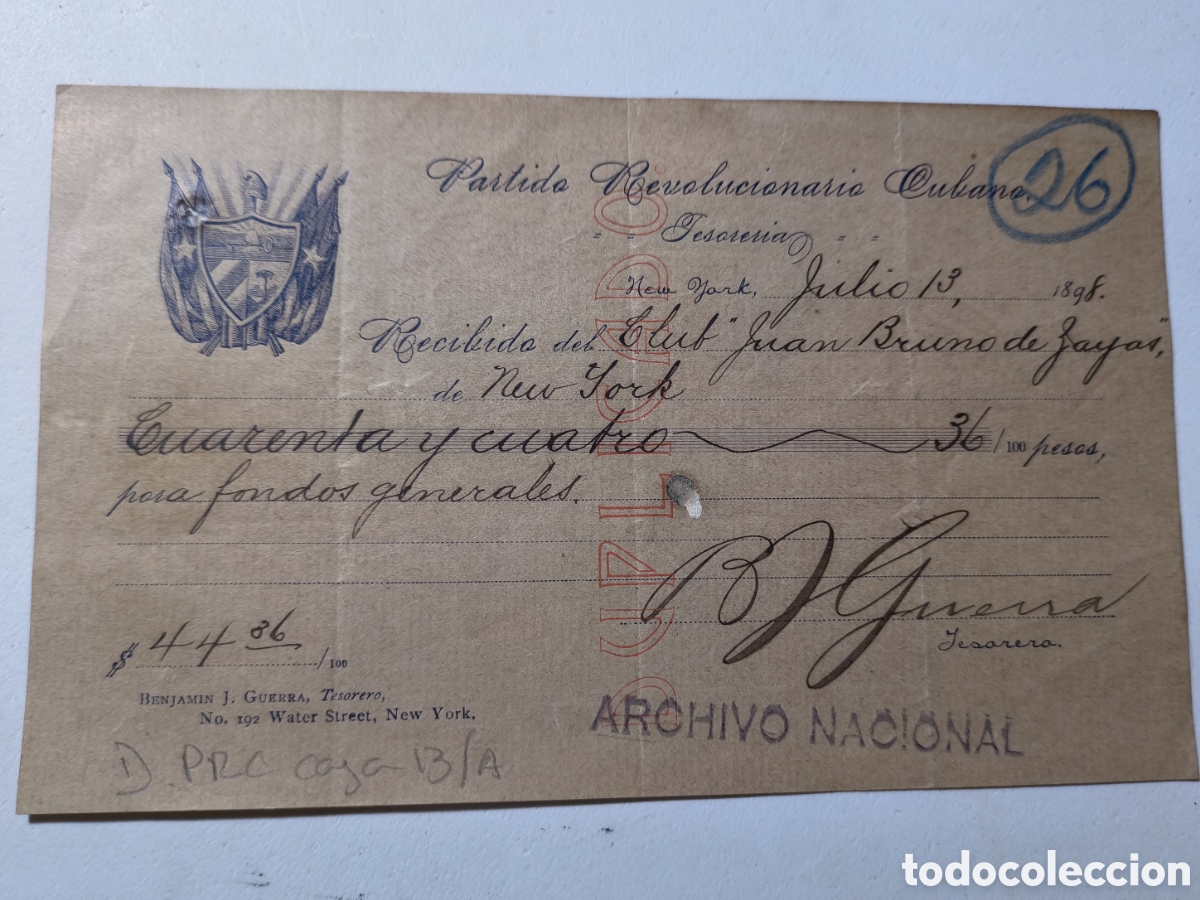 26
Partido Revolucionario Cubano.
" " Tesoreria " "
New York, Julio 13, 1898.
Recibido del Club "Juan Bruno de Zayas",
de New York
Cuarenta y cuatro 36/100 pesos,
para fondos generales.
B J Guerra
Tesorero.
$ 44 36/100
BENJAMIN J. GUERRA, Tesorero,
No. 192 Water Street, New York.
DUPLICADO.
ARCHIVO NACIONAL
D PRC caja 13/A
todocoleccion